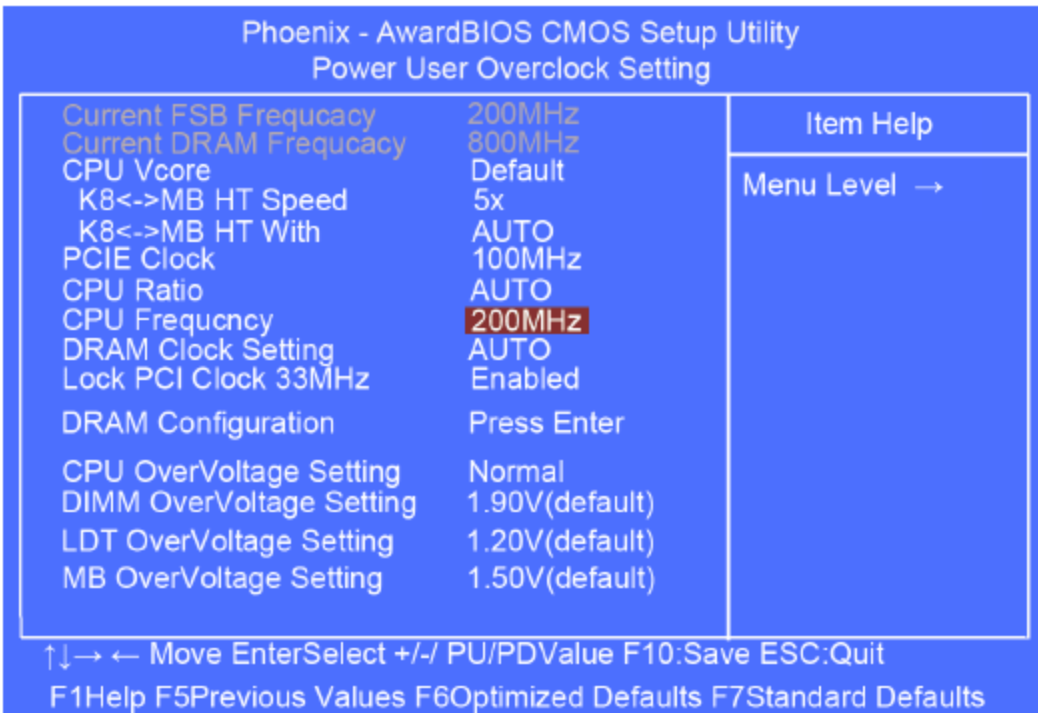 Phoenix - AwardBIOS CMOS Setup Utility
Power User Overclock Setting
Current FSB Frequcacy 200MHz
Current DRAM Frequcacy 800MHz
CPU Vcore Default
K8<->MB HT Speed 5x
K8<->MB HT With AUTO
PCIE Clock 100MHz
CPU Ratio AUTO
CPU Frequcncy 200MHz
DRAM Clock Setting AUTO
Lock PCI Clock 33MHz Enabled
DRAM Configuration Press Enter
CPU OverVoltage Setting Normal
DIMM OverVoltage Setting 1.90V(default)
LDT OverVoltage Setting 1.20V(default)
MB OverVoltage Setting 1.50V(default)
Item Help
Menu Level →
↑↓→ ← Move EnterSelect +/-/ PU/PDValue F10:Save ESC:Quit
F1Help F5Previous Values F6Optimized Defaults F7Standard Defaults